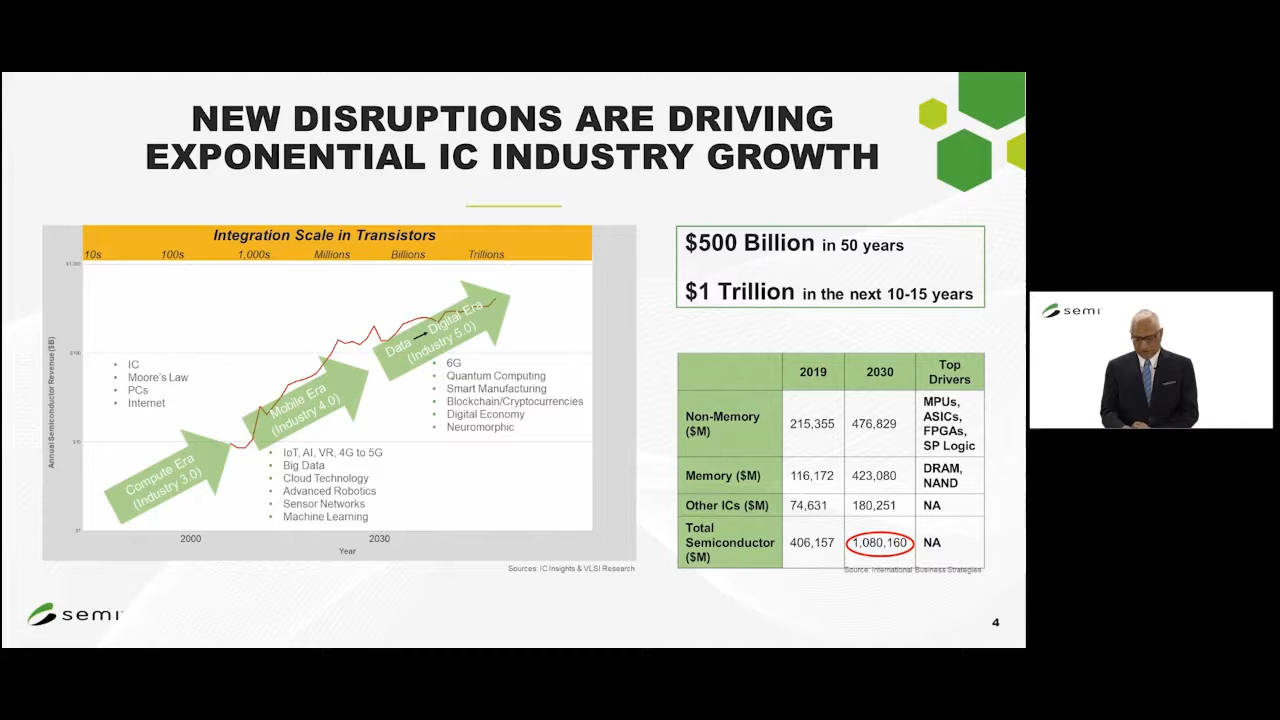 NEW DISRUPTIONS ARE DRIVING
EXPONENTIAL IC INDUSTRY GROWTH
Integration Scale in Transistors
10s 100s 1,000s Millions Billions Trillions
$1,000
$100
$10
$1
Annual Semiconductor Revenue ($B)
• IC
• Moore's Law
• PCs
• Internet
Compute Era
(Industry 3.0)
Mobile Era
(Industry 4.0)
• IoT, AI, VR, 4G to 5G
• Big Data
• Cloud Technology
• Advanced Robotics
• Sensor Networks
• Machine Learning
Data → Digital Era
(Industry 5.0)
• 6G
• Quantum Computing
• Smart Manufacturing
• Blockchain/Cryptocurrencies
• Digital Economy
• Neuromorphic
2000 2030
Year
Sources: IC Insights & VLSI Research
$500 Billion in 50 years
$1 Trillion in the next 10-15 years
2019 2030 Top
Drivers
Non-Memory
($M) 215,355 476,829 MPUs,
ASICs,
FPGAs,
SP Logic
Memory ($M) 116,172 423,080 DRAM,
NAND
Other ICs ($M) 74,631 180,251 NA
Total
Semiconductor
($M) 406,157 1,080,160 NA
Source: International Business Strategies
semi
4
semi